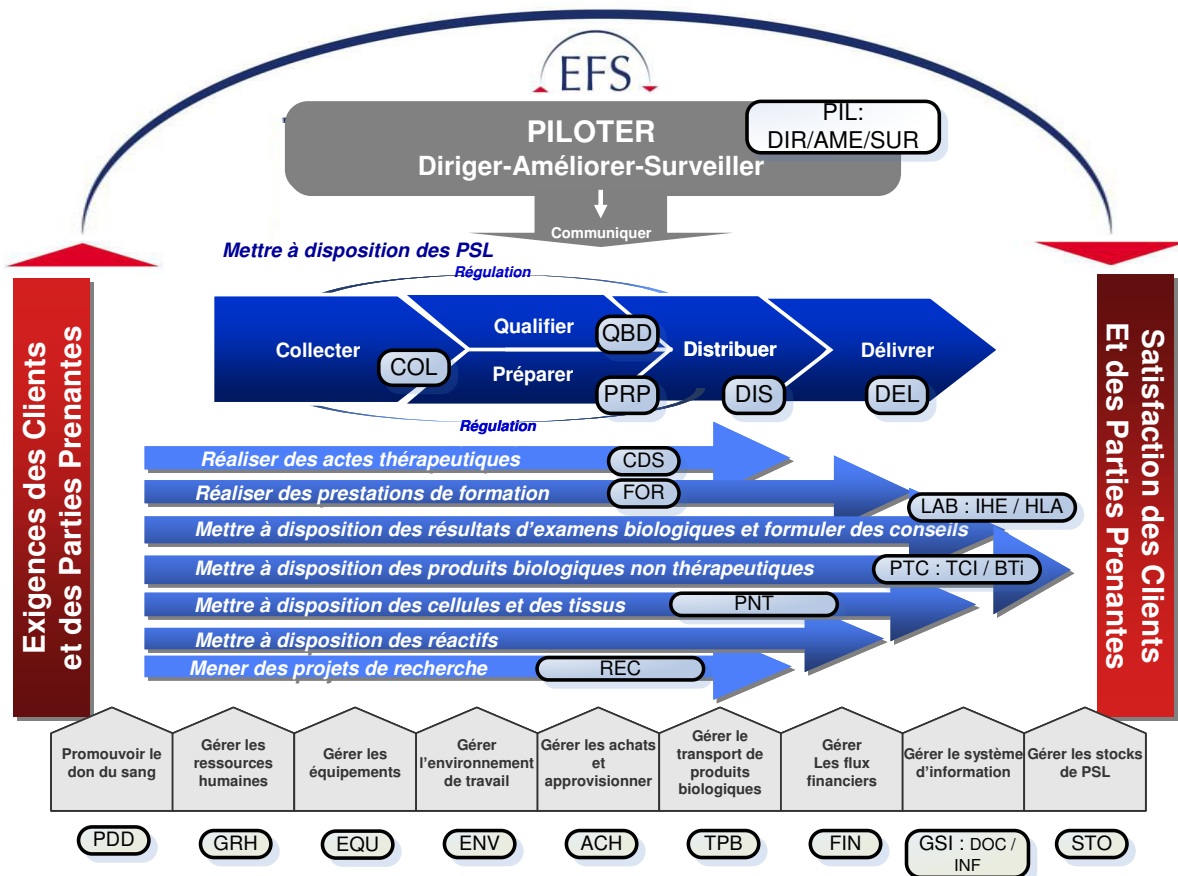 EFS
PILOTER
Diriger-Améliorer-Surveiller
PIL:
DIR/AME/SUR
Communiquer
Mettre à disposition des PSL
Régulation
Collecter
COL
Qualifier
QBD
Préparer
PRP
Distribuer
DIS
Délivrer
DEL
Régulation
Exigences des Clients
et des Parties Prenantes
Satisfaction des Clients
Et des Parties Prenantes
Réaliser des actes thérapeutiques
CDS
Réaliser des prestations de formation
FOR
LAB : IHE / HLA
Mettre à disposition des résultats d'examens biologiques et formuler des conseils
Mettre à disposition des produits biologiques non thérapeutiques
PTC : TCI / BTi
Mettre à disposition des cellules et des tissus
PNT
Mettre à disposition des réactifs
Mener des projets de recherche
REC
Promouvoir le
don du sang
Gérer les
ressources
humaines
Gérer les
équipements
Gérer
l'environnement
de travail
Gérer les achats
et
approvisionner
Gérer le
transport de
produits
biologiques
Gérer
Les flux
financiers
Gérer le système
d'information
Gérer les stocks
de PSL
PDD
GRH
EQU
ENV
ACH
TPB
FIN
GSI : DOC /
INF
STO